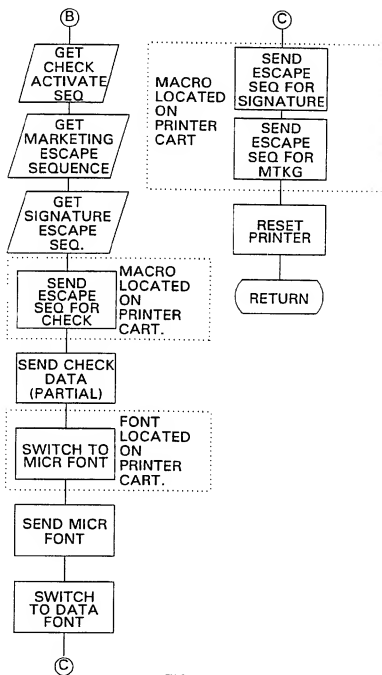 B
GET
CHECK
ACTIVATE
SEQ
GET
MARKETING
ESCAPE
SEQUENCE
GET
SIGNATURE
ESCAPE
SEQ.
SEND
ESCAPE
SEQ FOR
CHECK
MACRO
LOCATED
ON
PRINTER
CART.
SEND CHECK
DATA
(PARTIAL)
SWITCH TO
MICR FONT
FONT
LOCATED
ON
PRINTER
CART.
SEND MICR
FONT
SWITCH
TO DATA
FONT
C
C
MACRO
LOCATED
ON
PRINTER
CART
SEND
ESCAPE
SEQ FOR
SIGNATURE
SEND
ESCAPE
SEQ FOR
MTKG
RESET
PRINTER
RETURN